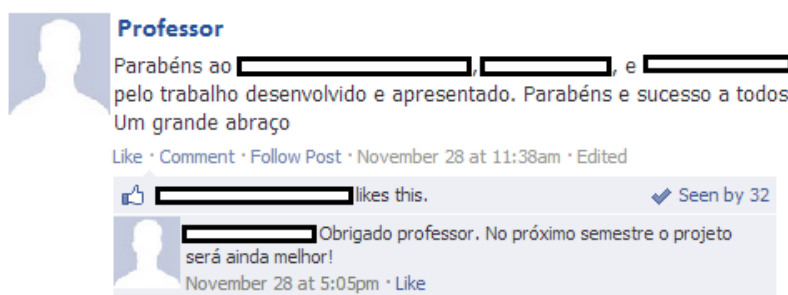 Professor
Parabéns ao , , e
pelo trabalho desenvolvido e apresentado. Parabéns e sucesso a todos
Um grande abraço
Like · Comment · Follow Post · November 28 at 11:38am · Edited
likes this. Seen by 32
Obrigado professor. No próximo semestre o projeto
será ainda melhor!
November 28 at 5:05pm · Like